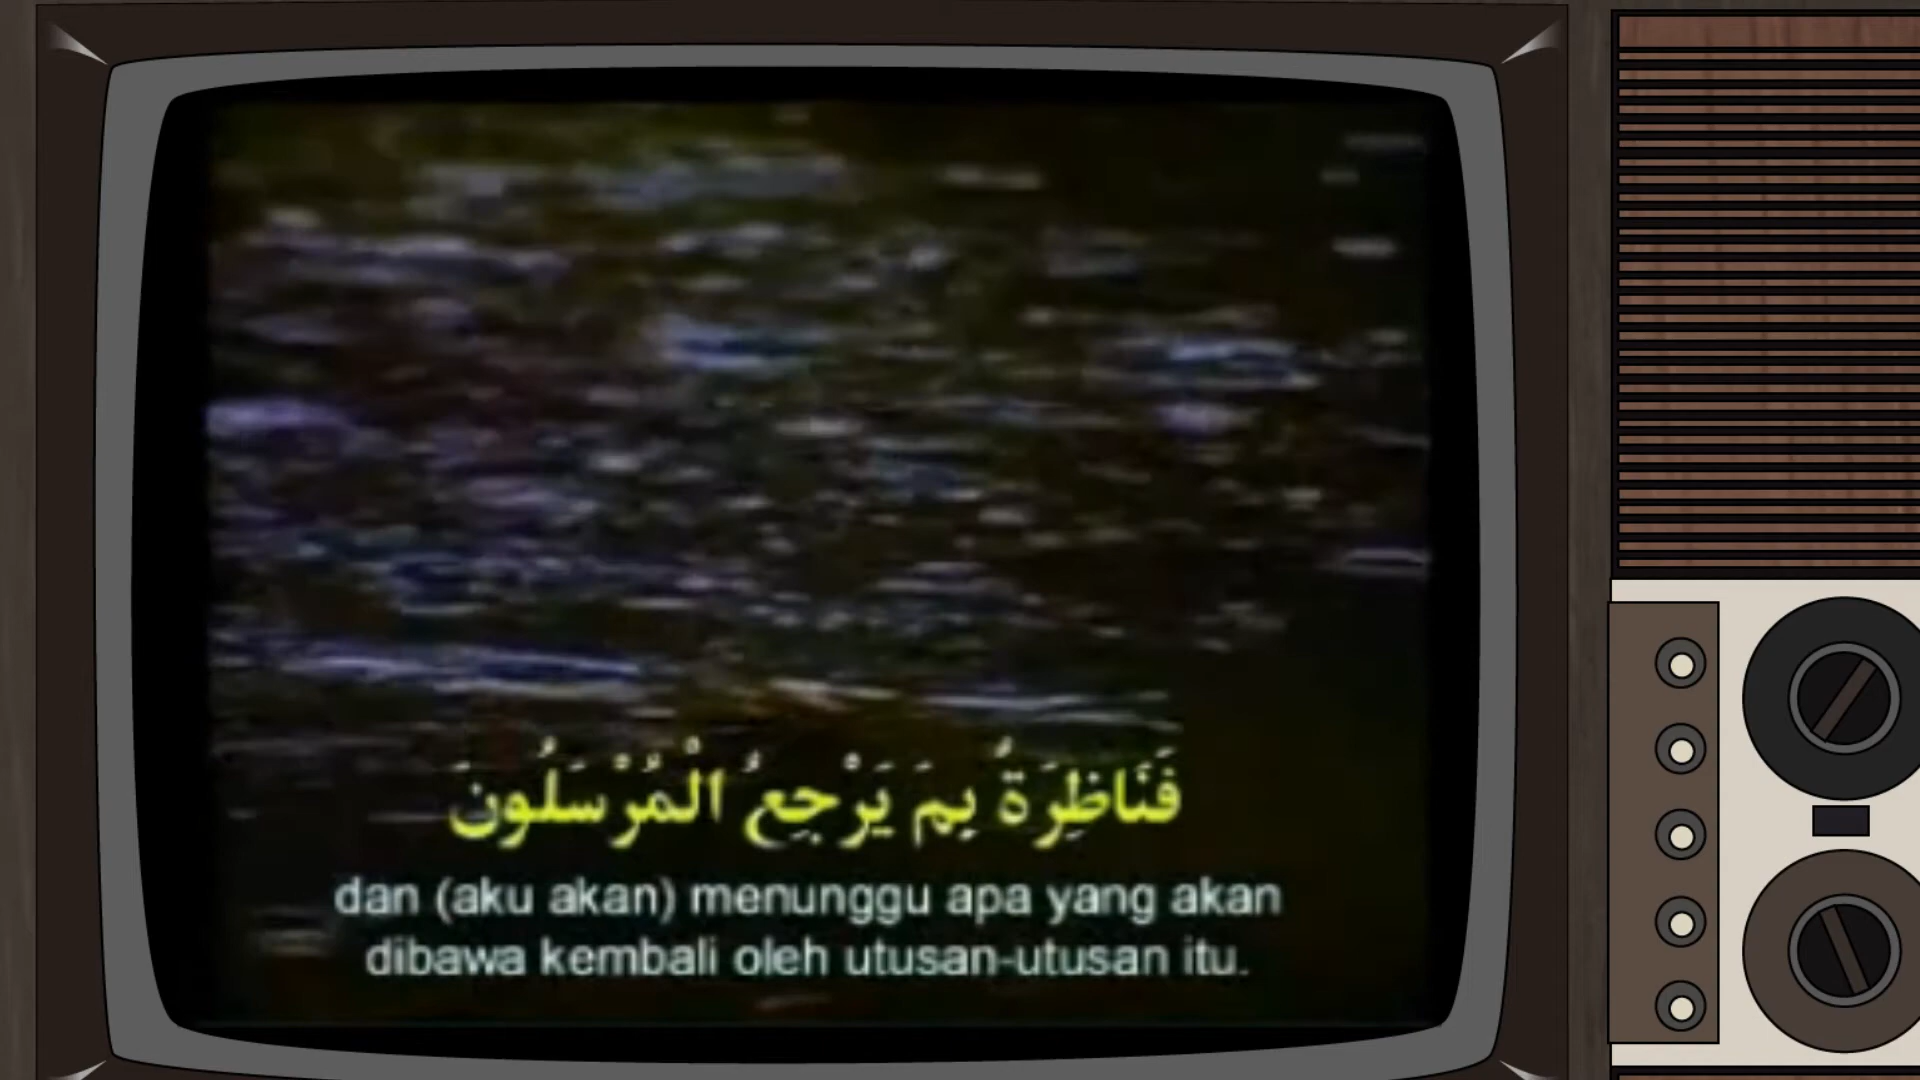 فَنَاظِرَةٌ بِمَ يَرْجِعُ الْمُرْسَلُونَ
dan (aku akan) menunggu apa yang akan
dibawa kembali oleh utusan-utusan itu.